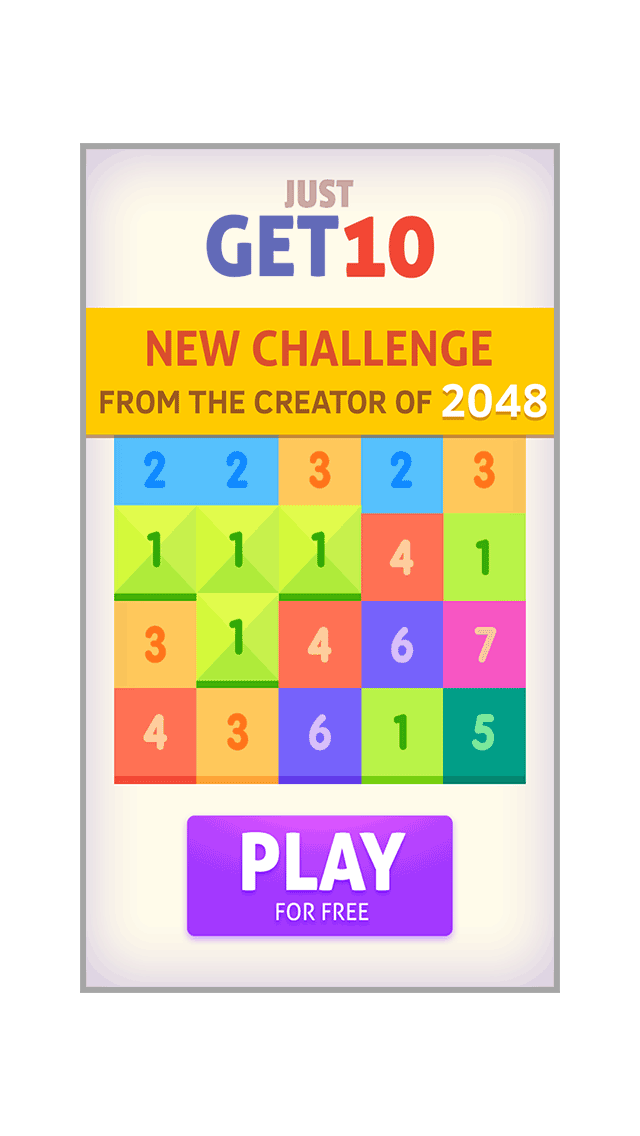 JUST
GET10
NEW CHALLENGE
FROM THE CREATOR OF 2048
2 2 3 2 3
1 1 1 4 1
3 1 4 6 7
4 3 6 1 5
PLAY
FOR FREE